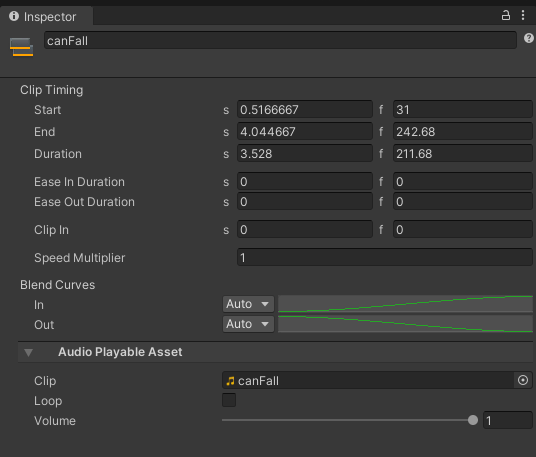 Inspector
canFall
Clip Timing
Start s 0.5166667 f 31
End s 4.044667 f 242.68
Duration s 3.528 f 211.68
Ease In Duration s 0 f 0
Ease Out Duration s 0 f 0
Clip In s 0 f 0
Speed Multiplier 1
Blend Curves
In Auto
Out Auto
Audio Playable Asset
Clip canFall
Loop
Volume 1